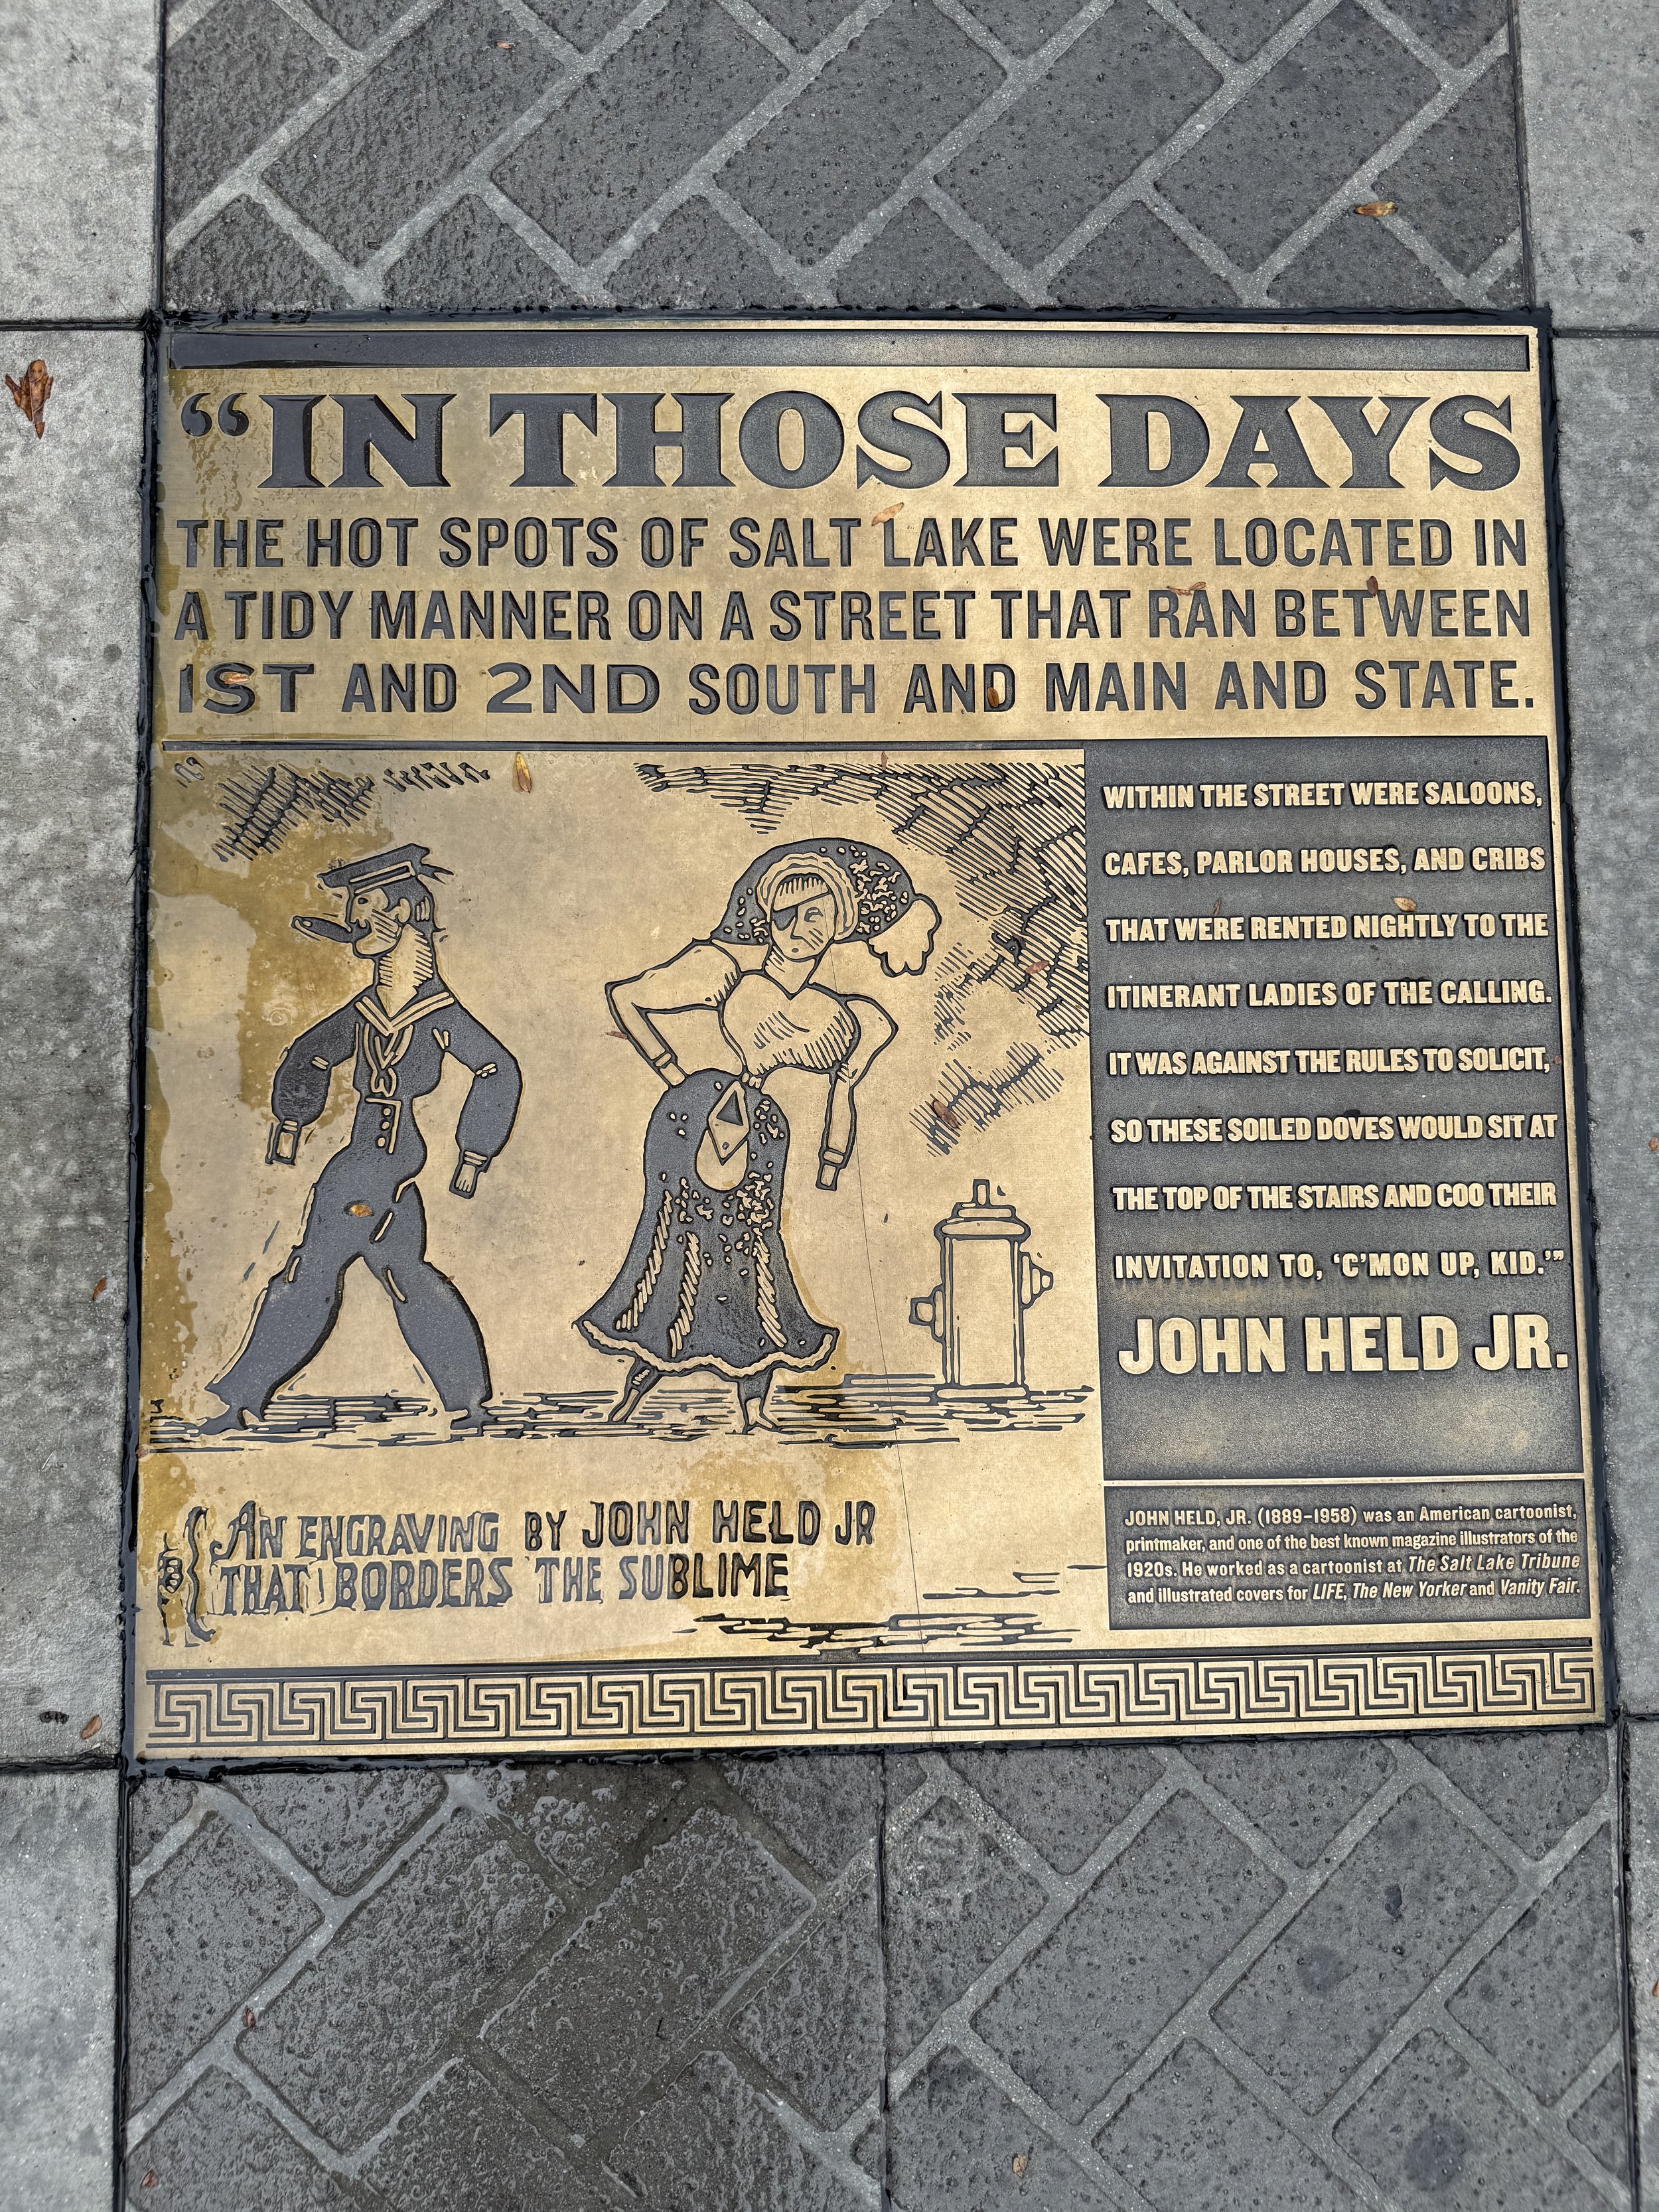 “IN THOSE DAYS
THE HOT SPOTS OF SALT LAKE WERE LOCATED IN
A TIDY MANNER ON A STREET THAT RAN BETWEEN
1ST AND 2ND SOUTH AND MAIN AND STATE.
WITHIN THE STREET WERE SALOONS,
CAFES, PARLOR HOUSES, AND CRIBS
THAT WERE RENTED NIGHTLY TO THE
ITINERANT LADIES OF THE CALLING.
IT WAS AGAINST THE RULES TO SOLICIT,
SO THESE SOILED DOVES WOULD SIT AT
THE TOP OF THE STAIRS AND COO THEIR
INVITATION TO, ‘C’MON UP, KID.’”
JOHN HELD JR.
AN ENGRAVING BY JOHN HELD JR
THAT BORDERS THE SUBLIME
JOHN HELD, JR. (1889–1958) was an American cartoonist,
printmaker, and one of the best known magazine illustrators of the
1920s. He worked as a cartoonist at The Salt Lake Tribune
and illustrated covers for LIFE, The New Yorker and Vanity Fair.